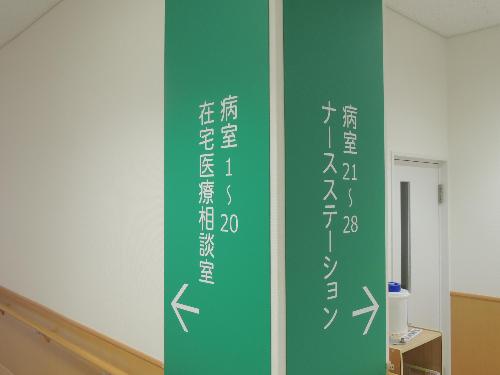 病室 1～20
在宅医療相談室
←
病室 21～28
ナースステーション
→